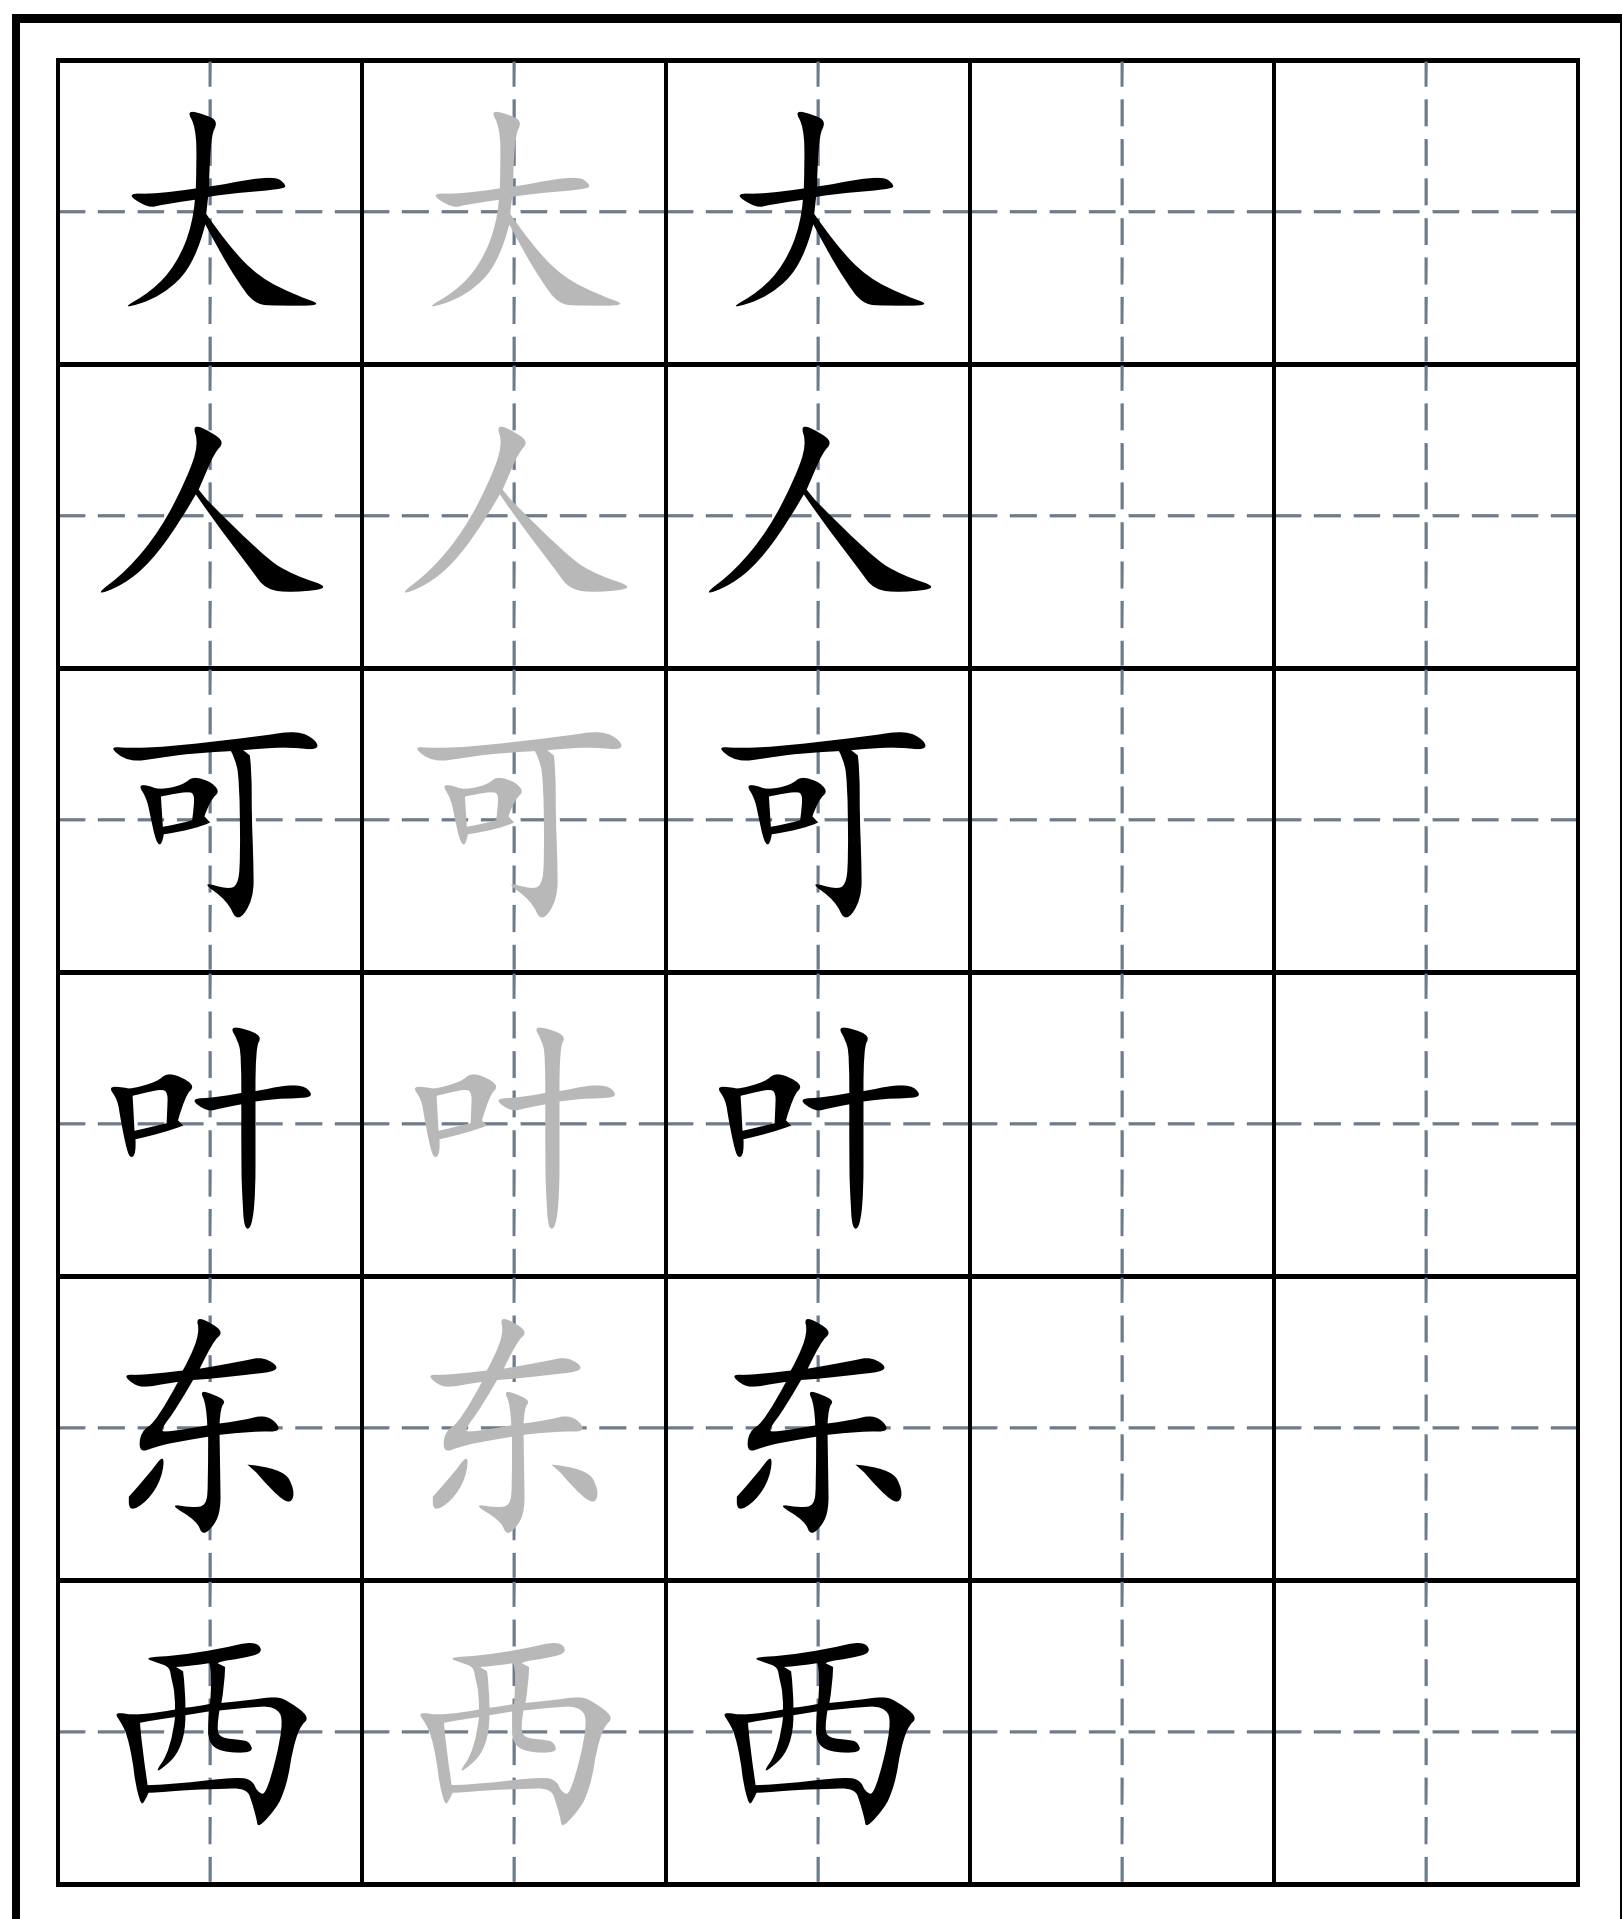 大 大 大
人 人 人
可 可 可
叶 叶 叶
东 东 东
西 西 西